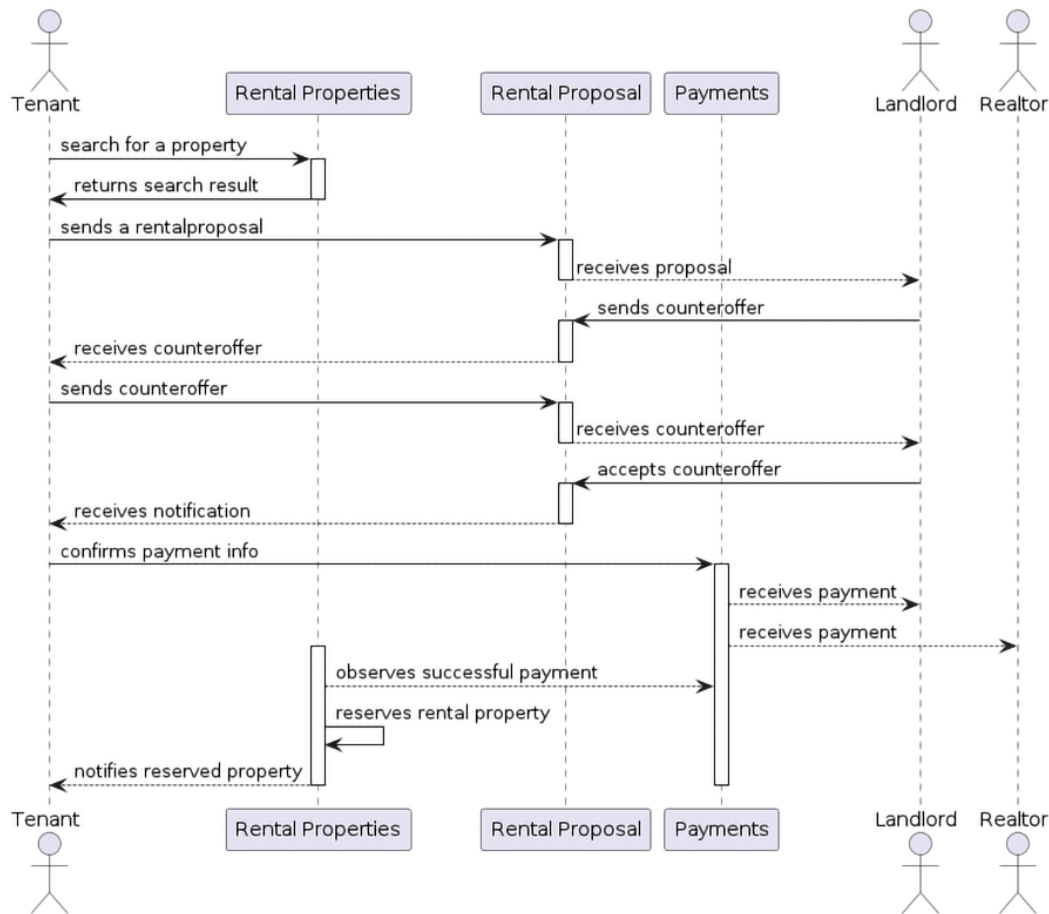 Tenant
Rental Properties
Rental Proposal
Payments
Landlord
Realtor
search for a property
returns search result
sends a rentalproposal
receives proposal
sends counteroffer
receives counteroffer
sends counteroffer
receives counteroffer
accepts counteroffer
receives notification
confirms payment info
receives payment
receives payment
observes successful payment
reserves rental property
notifies reserved property
Tenant
Rental Properties
Rental Proposal
Payments
Landlord
Realtor